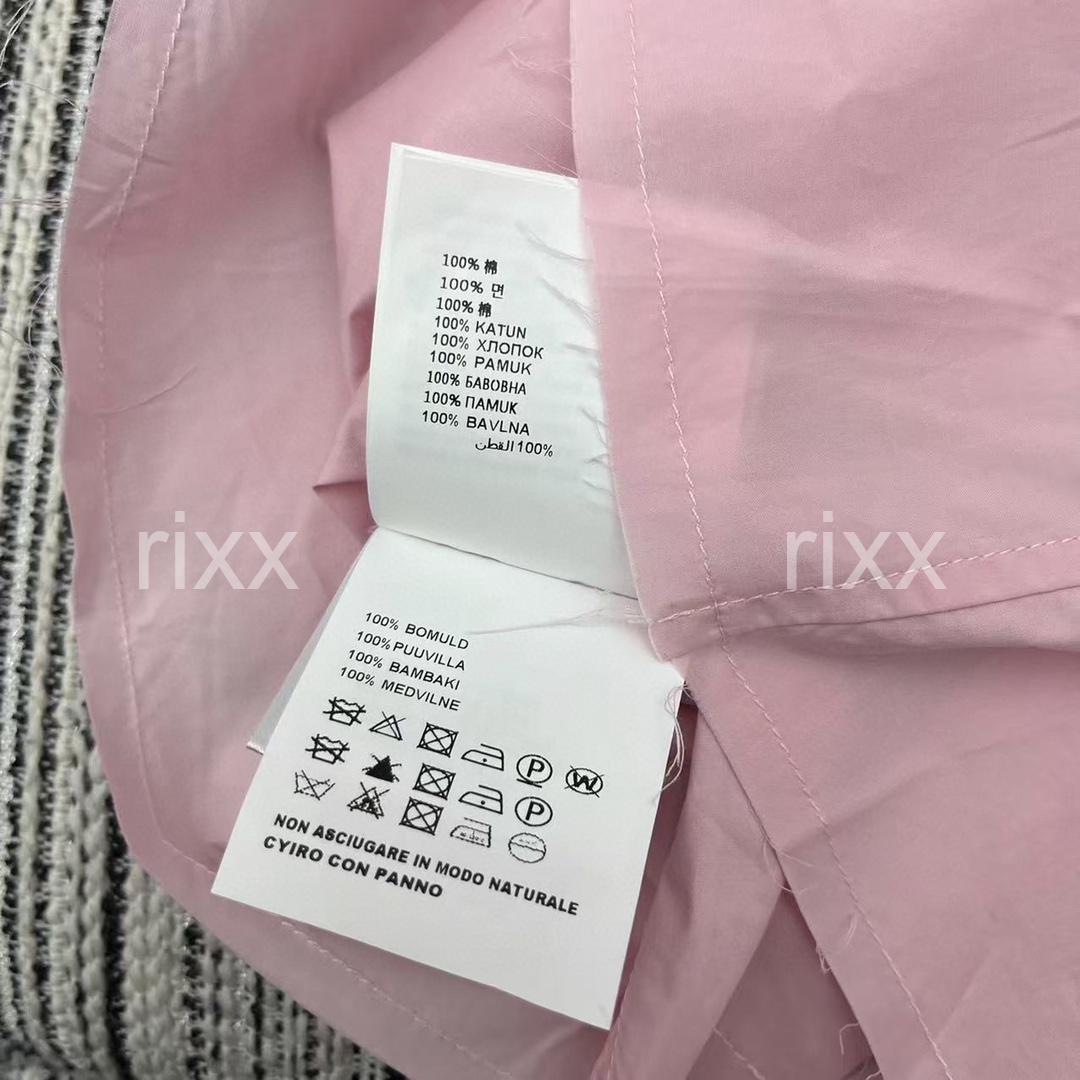 100% 棉
100% 면
100% 棉
100% KATUN
100% ХЛОПОК
100% PAMUK
100% БАВОВНА
100% ПАМУК
100% BAVLNA
100% القطن
rixx rixx
100% BOMULD
100% PUUVILLA
100% BAMBAKI
100% MEDVILNE
P W
P
NON ASCIUGARE IN MODO NATURALE
CYIRO CON PANNO